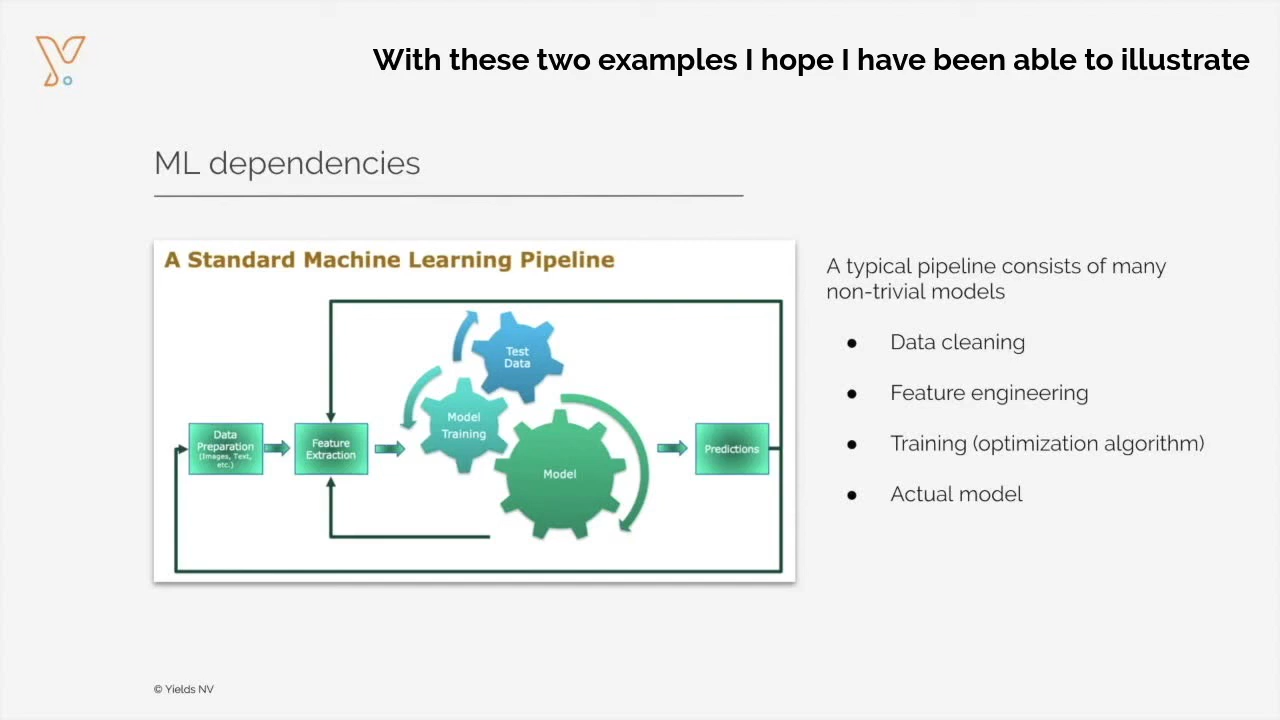 With these two examples I hope I have been able to illustrate
ML dependencies
A Standard Machine Learning Pipeline
Test
Data
Model
Training
Model
Data
Preparation
(Images, Text,
etc.)
Feature
Extraction
Predictions
A typical pipeline consists of many
non-trivial models
● Data cleaning
● Feature engineering
● Training (optimization algorithm)
● Actual model
© Yields NV